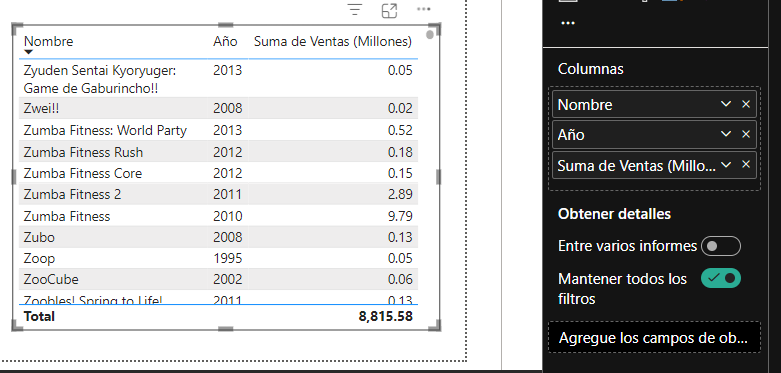 Nombre Año Suma de Ventas (Millones)
Zyuden Sentai Kyoryuger: 2013 0.05
Game de Gaburincho!!
Zwei!! 2008 0.02
Zumba Fitness: World Party 2013 0.52
Zumba Fitness Rush 2012 0.18
Zumba Fitness Core 2012 0.15
Zumba Fitness 2 2011 2.89
Zumba Fitness 2010 9.79
Zubo 2008 0.13
Zoop 1995 0.05
ZooCube 2002 0.06
Zoobles! Spring to Life! 2011 0.13
Total 8,815.58
Columnas
Nombre
Año
Suma de Ventas (Millo...
Obtener detalles
Entre varios informes
Mantener todos los
filtros
Agregue los campos de ob...